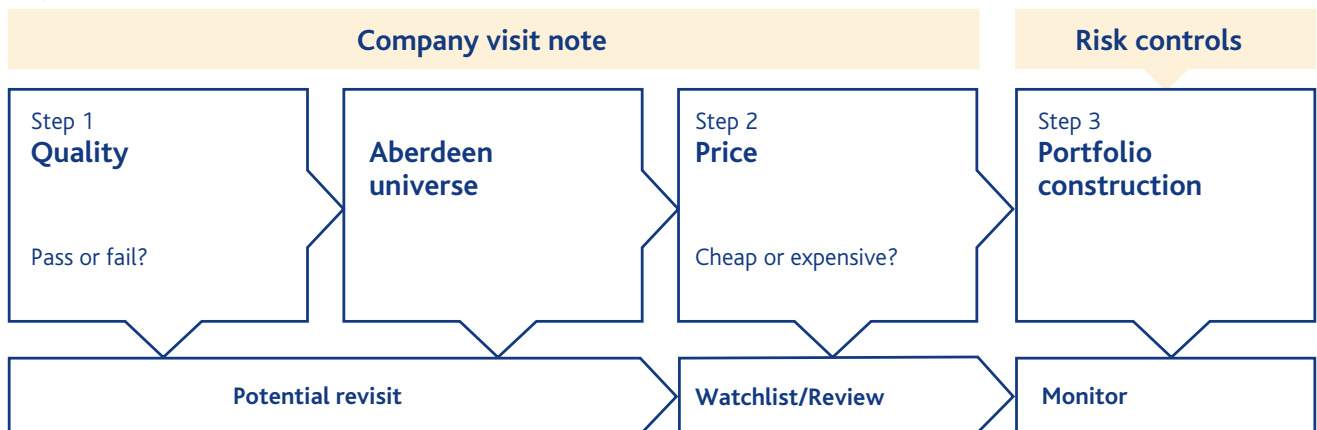 Company visit note
Risk controls
Step 1
Quality
Pass or fail?
Aberdeen
universe
Step 2
Price
Cheap or expensive?
Step 3
Portfolio
construction
Potential revisit
Watchlist/Review
Monitor